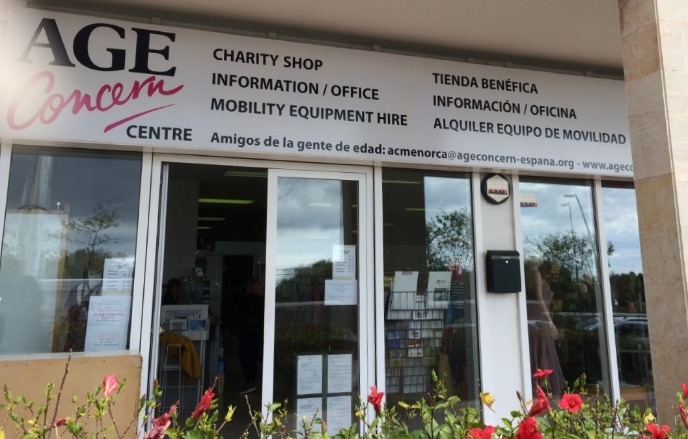 AGE
Concern
CENTRE
CHARITY SHOP
INFORMATION / OFFICE
MOBILITY EQUIPMENT HIRE
TIENDA BENÉFICA
INFORMACIÓN / OFICINA
ALQUILER EQUIPO DE MOVILIDAD
Amigos de la gente de edad: acmenorca@ageconcern-espana.org - www.agec